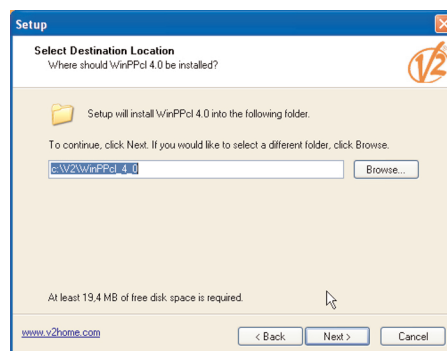 Setup
Select Destination Location
Where should WinPPcl 4.0 be installed?
V2
Setup will install WinPPcl 4.0 into the following folder.
To continue, click Next. If you would like to select a different folder, click Browse.
c:\V2\WinPPcl_4_0
Browse...
At least 19,4 MB of free disk space is required.
www.v2home.com
< Back
Next >
Cancel